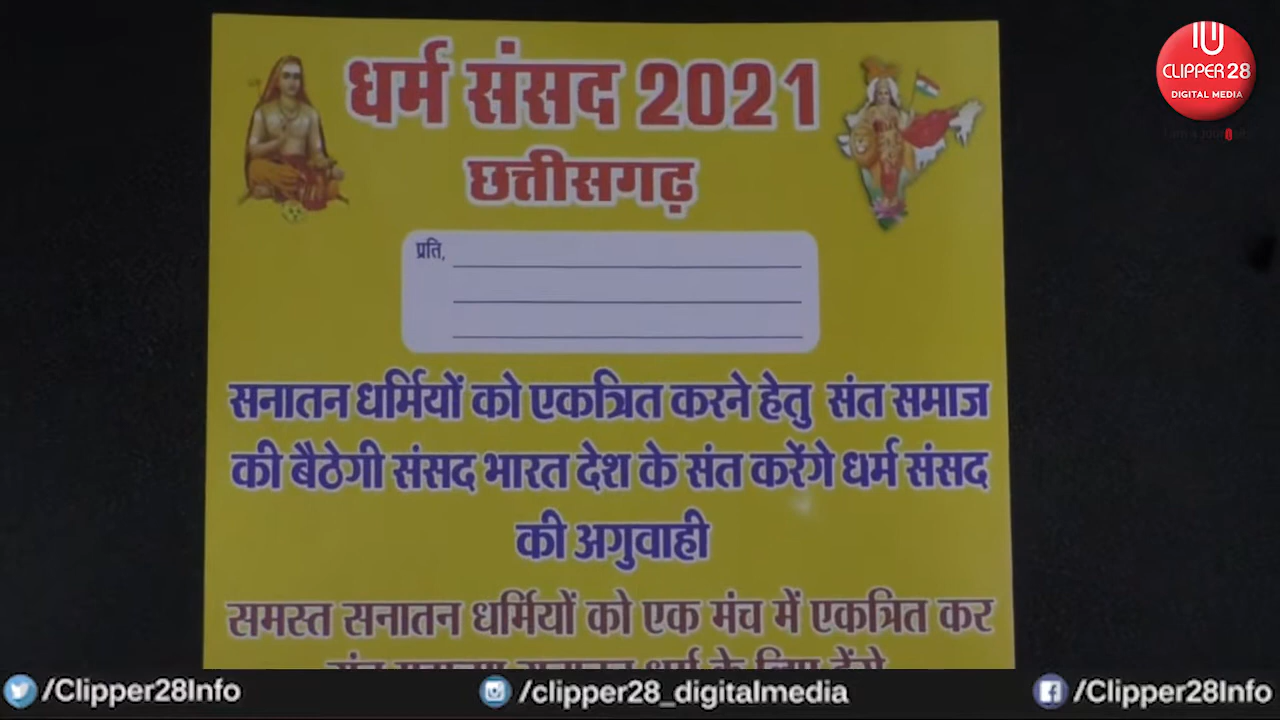 धर्म संसद 2021
छत्तीसगढ़
प्रति,
सनातन धर्मियों को एकत्रित करने हेतु संत समाज
की बैठेगी संसद भारत देश के संत करेंगे धर्म संसद
की अगुवाही
समस्त सनातन धर्मियों को एक मंच में एकत्रित कर
CLIPPER 28
DIGITAL MEDIA
/Clipper28Info
/clipper28_digitalmedia
/Clipper28Info